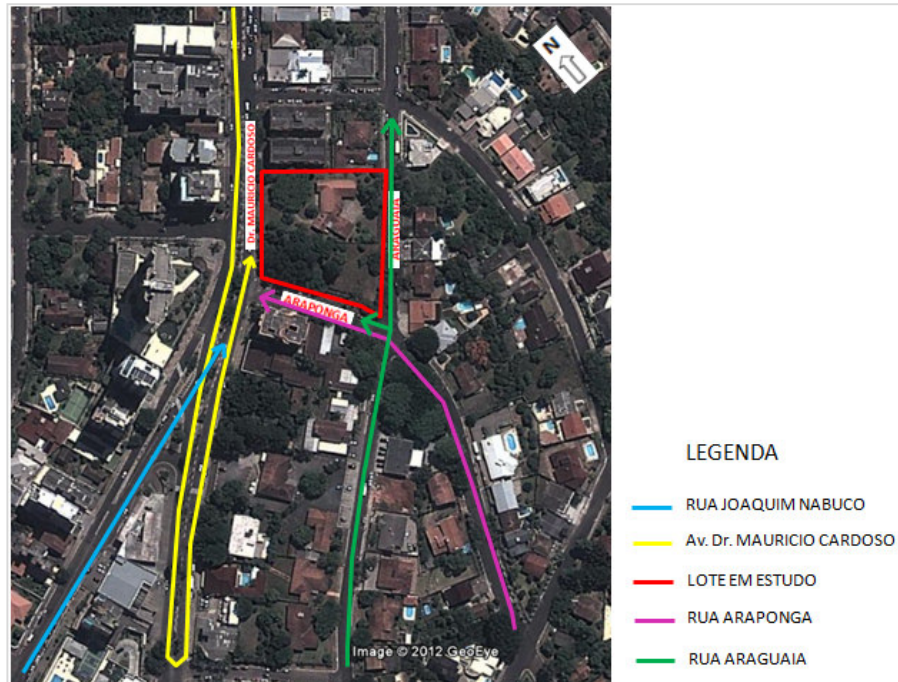 N
Dr. MAURICIO CARDOSO
ARAGUAIA
ARAPONGA
Image © 2012 GeoEye
LEGENDA
RUA JOAQUIM NABUCO
Av. Dr. MAURICIO CARDOSO
LOTE EM ESTUDO
RUA ARAPONGA
RUA ARAGUAIA